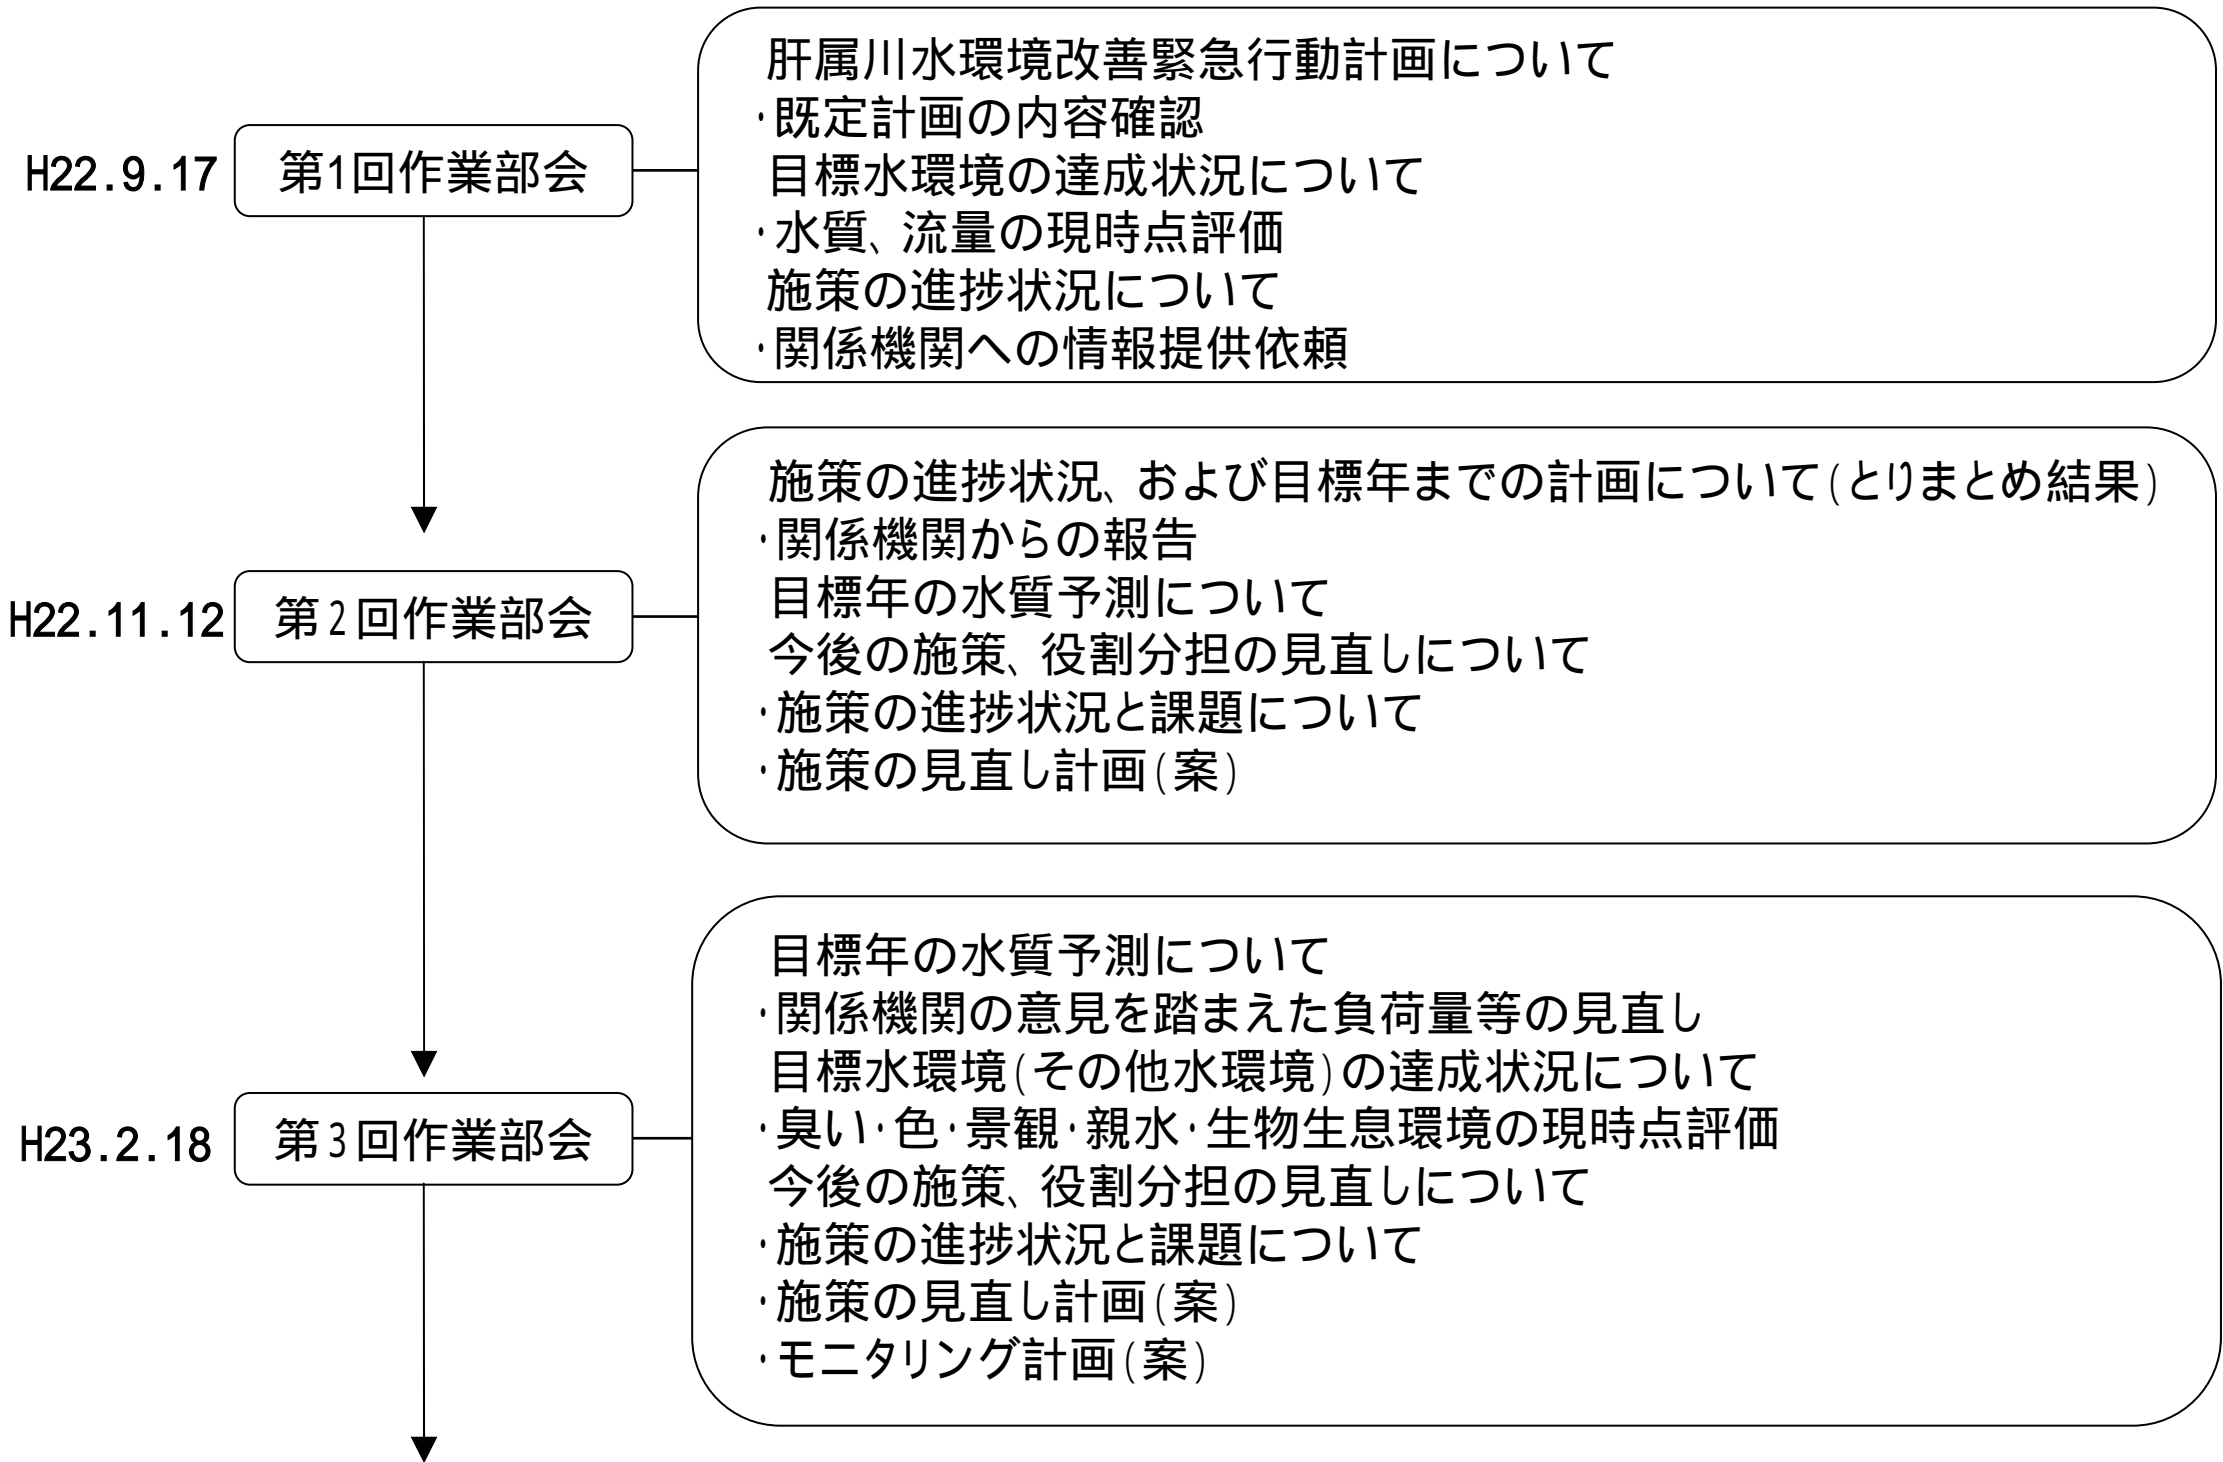 H22.9.17
第1回作業部会
肝属川水環境改善緊急行動計画について
・既定計画の内容確認
目標水環境の達成状況について
・水質、流量の現時点評価
施策の進捗状況について
・関係機関への情報提供依頼
H22.11.12
第2回作業部会
施策の進捗状況、および目標年までの計画について(とりまとめ結果)
・関係機関からの報告
目標年の水質予測について
今後の施策、役割分担の見直しについて
・施策の進捗状況と課題について
・施策の見直し計画(案)
H23.2.18
第3回作業部会
目標年の水質予測について
・関係機関の意見を踏まえた負荷量等の見直し
目標水環境(その他水環境)の達成状況について
・臭い・色・景観・親水・生物生息環境の現時点評価
今後の施策、役割分担の見直しについて
・施策の進捗状況と課題について
・施策の見直し計画(案)
・モニタリング計画(案)